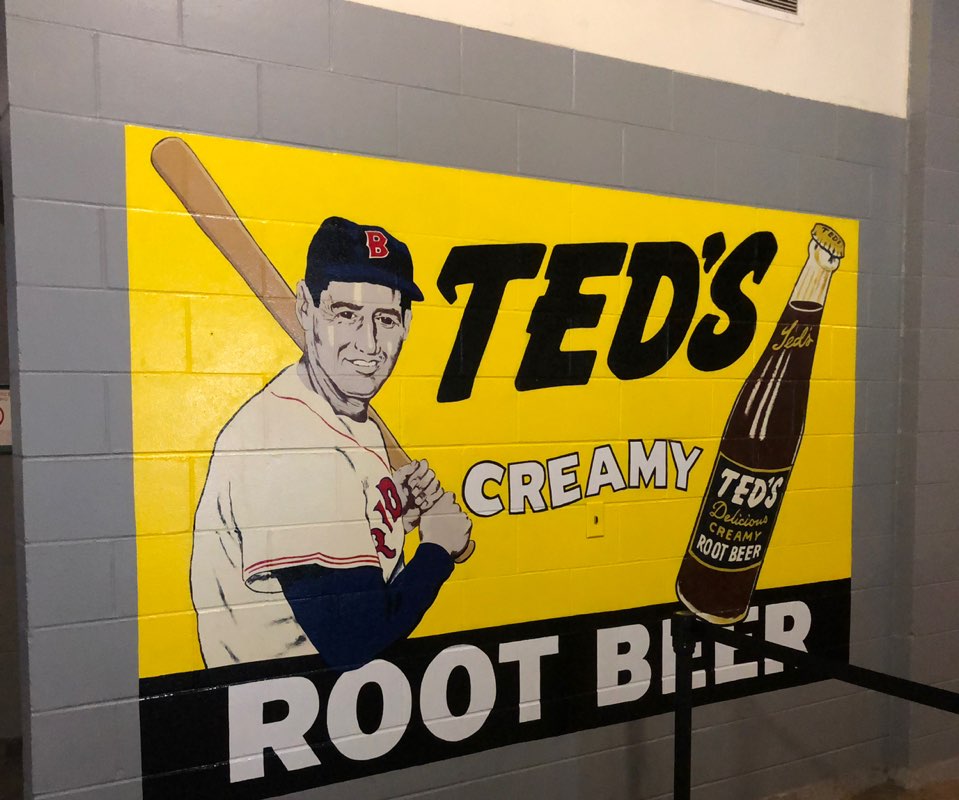 B
TED'S
Ted's
CREAMY
TED'S
Delicious
CREAMY
ROOT BEER
ROOT BEER